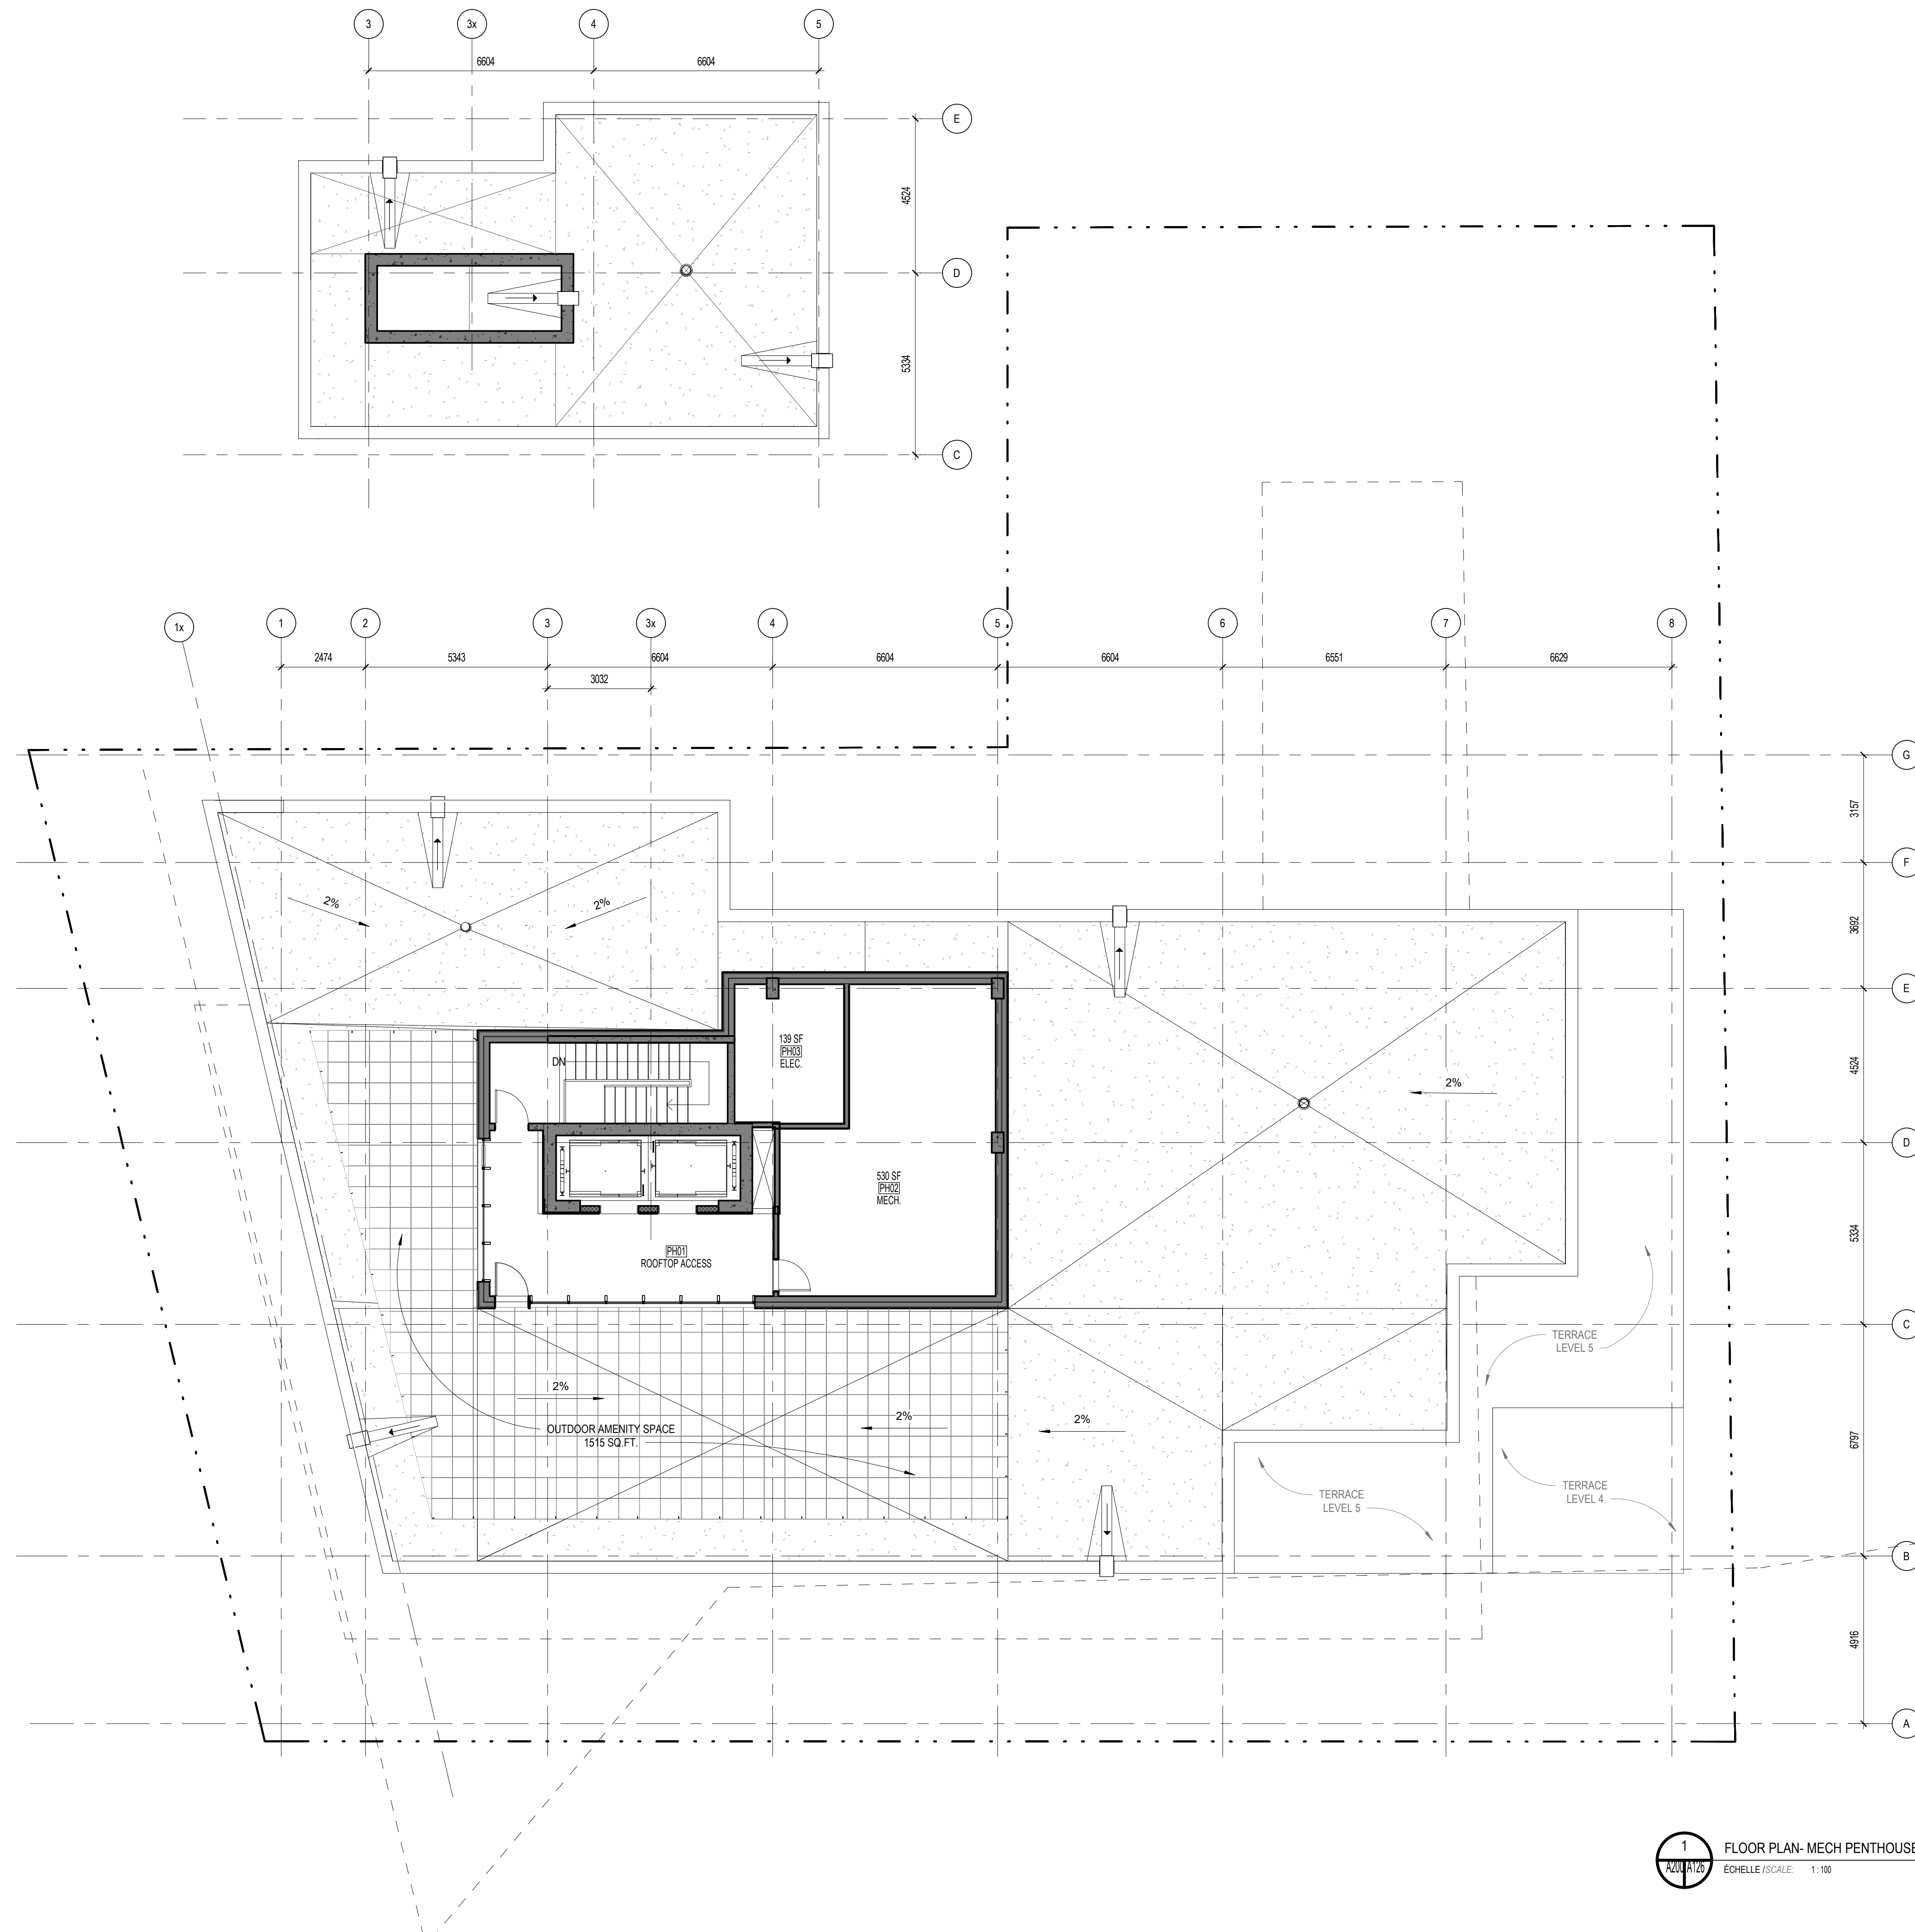 3
3x
4
5
6604
6604
E
4524
D
5334
C
1x
1
2
3
3x
4
5
6
7
8
2474
5343
6604
6604
6604
6551
6629
3032
G
3157
F
3692
E
4524
D
5334
C
6797
B
4916
A
2%
2%
139 SF
PH03
ELEC.
DN
2%
530 SF
PH02
MECH.
PH01
ROOFTOP ACCESS
TERRACE
LEVEL 5
2%
2%
2%
OUTDOOR AMENITY SPACE
1515 SQ.FT.
TERRACE
LEVEL 5
TERRACE
LEVEL 4
1
A200 A126
FLOOR PLAN- MECH PENTHOUSE
ÉCHELLE /SCALE: 1 : 100